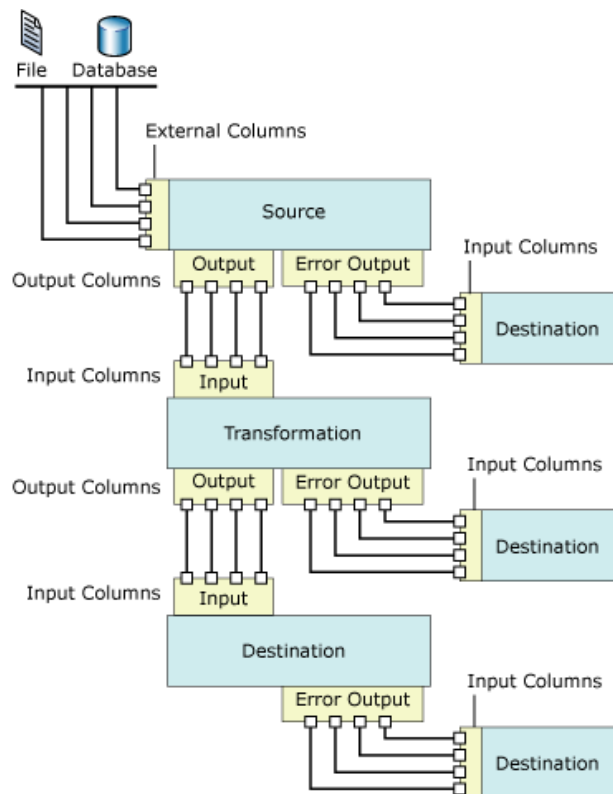 File
Database
External Columns
Source
Output Columns
Output
Error Output
Input Columns
Destination
Input Columns
Input
Transformation
Output Columns
Output
Error Output
Input Columns
Destination
Input Columns
Input
Destination
Error Output
Input Columns
Destination